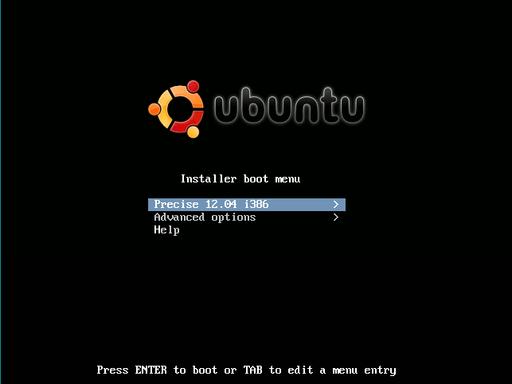 ubuntu
Installer boot menu
Precise 12.04 i386 >
Advanced options >
Help
Press ENTER to boot or TAB to edit a menu entry